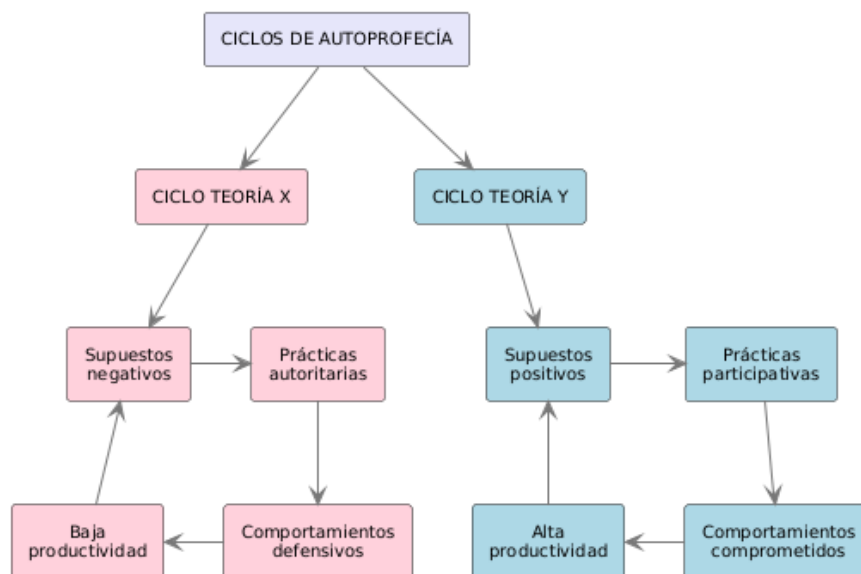 CICLOS DE AUTOPROFECÍA
CICLO TEORÍA X
CICLO TEORÍA Y
Supuestos
negativos
Prácticas
autoritarias
Supuestos
positivos
Prácticas
participativas
Baja
productividad
Comportamientos
defensivos
Alta
productividad
Comportamientos
comprometidos